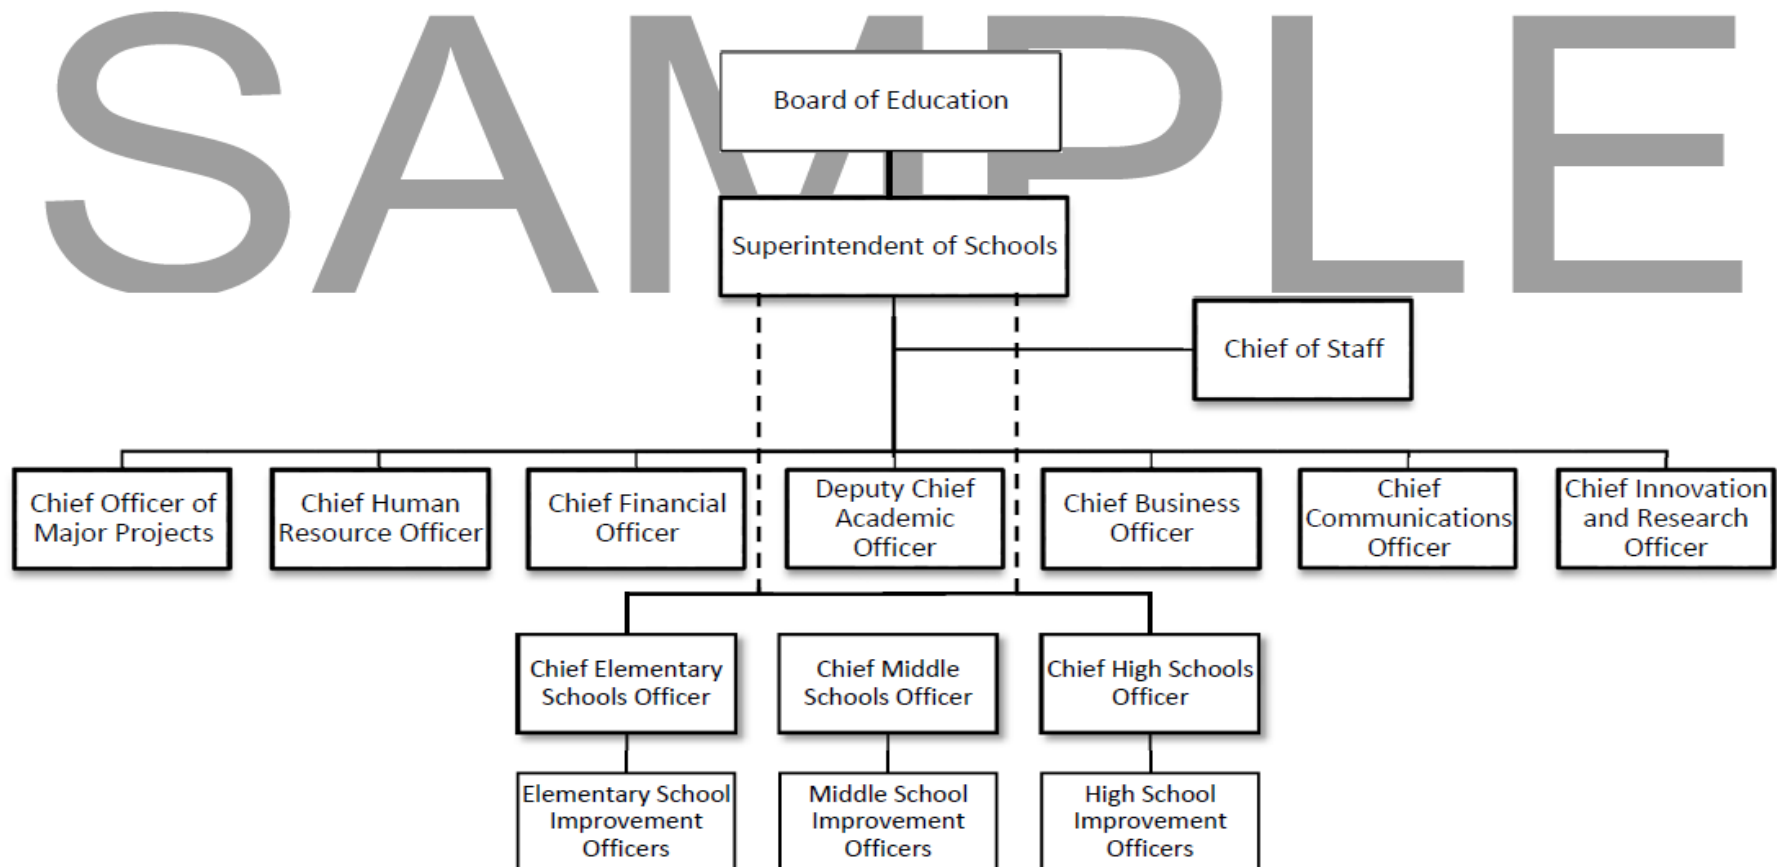 SAMPLE
Board of Education
Superintendent of Schools
Chief of Staff
Chief Officer of
Major Projects
Chief Human
Resource Officer
Chief Financial
Officer
Deputy Chief
Academic
Officer
Chief Business
Officer
Chief
Communications
Officer
Chief Innovation
and Research
Officer
Chief Elementary
Schools Officer
Chief Middle
Schools Officer
Chief High Schools
Officer
Elementary School
Improvement
Officers
Middle School
Improvement
Officers
High School
Improvement
Officers